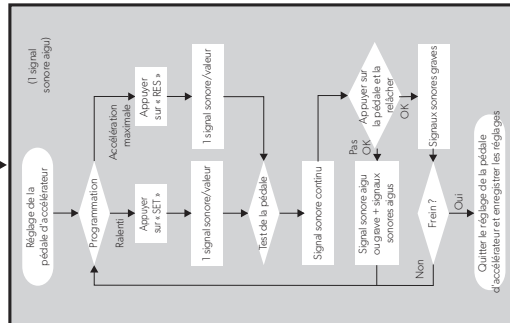 (1 signal
sonore aigu)
Réglage de la
pédale d'accélérateur
Programmation
Accélération
maximale
Ralenti
Appuyer
sur « RES »
Appuyer
sur « SET »
1 signal sonore/valeur
1 signal sonore/valeur
Test de la pédale
Signal sonore continu
Appuyer sur
la pédale et la
relâcher
Pas
OK
OK
Signal sonore aigu
ou grave + signaux
sonores aigus
Signaux sonores graves
Frein ?
Non
Oui
Quitter le réglage de la pédale
d'accélérateur et enregistrer les réglages